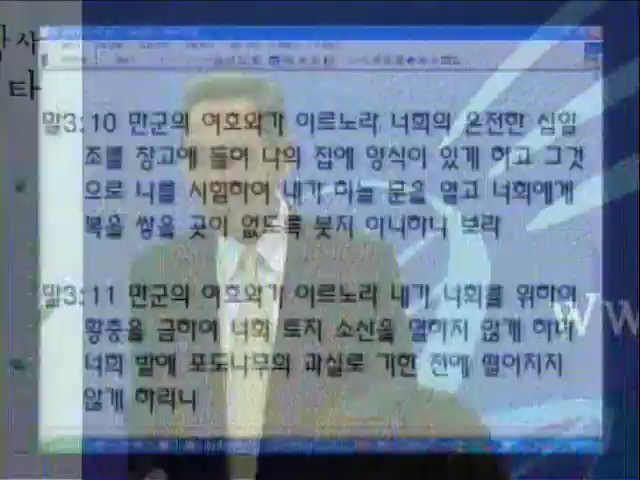 말3:10 만군의 여호와가 이르노라 너희의 온전한 십일
조를 창고에 들여 나의 집에 양식이 있게 하고 그것
으로 나를 시험하여 내가 하늘 문을 열고 너희에게
복을 쌓을 곳이 없도록 붓지 아니하나 보라
말3:11 만군의 여호와가 이르노라 내가 너희를 위하여
황충을 금하여 너희 토지 소산을 멸하지 않게 하며
너희 밭에 포도나무의 과실로 기한 전에 떨어지지
않게 하리니